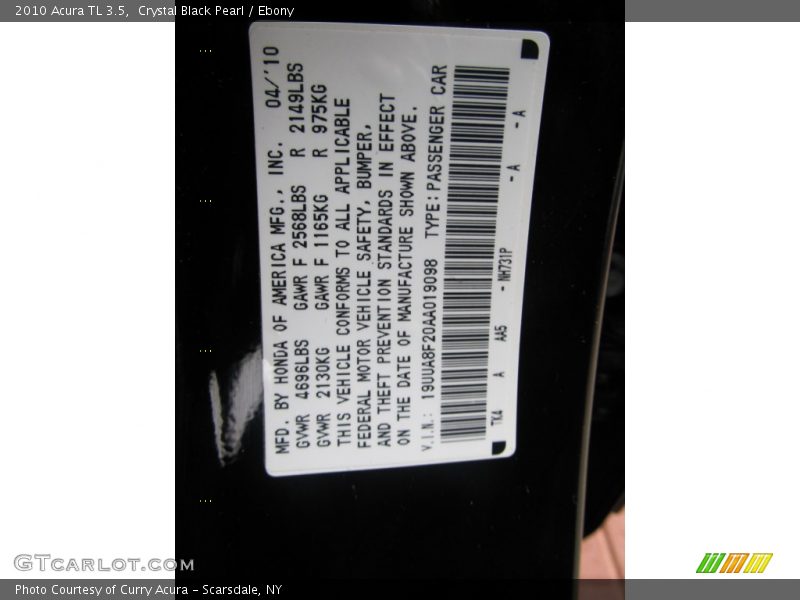 2010 Acura TL 3.5,  Crystal Black Pearl / Ebony
MFD. BY HONDA OF AMERICA MFG., INC. 04/'10
GVWR 4696LBS GAWR F 2568LBS R 2149LBS
GVWR 2130KG GAWR F 1165KG R 975KG
THIS VEHICLE CONFORMS TO ALL APPLICABLE
FEDERAL MOTOR VEHICLE SAFETY, BUMPER,
AND THEFT PREVENTION STANDARDS IN EFFECT
ON THE DATE OF MANUFACTURE SHOWN ABOVE.
V.I.N.: 19UUA8F20AA019098 TYPE: PASSENGER CAR
TK4 A AA5 - NH731P - A - A
GTCARLOT.COM
Photo Courtesy of Curry Acura – Scarsdale, NY